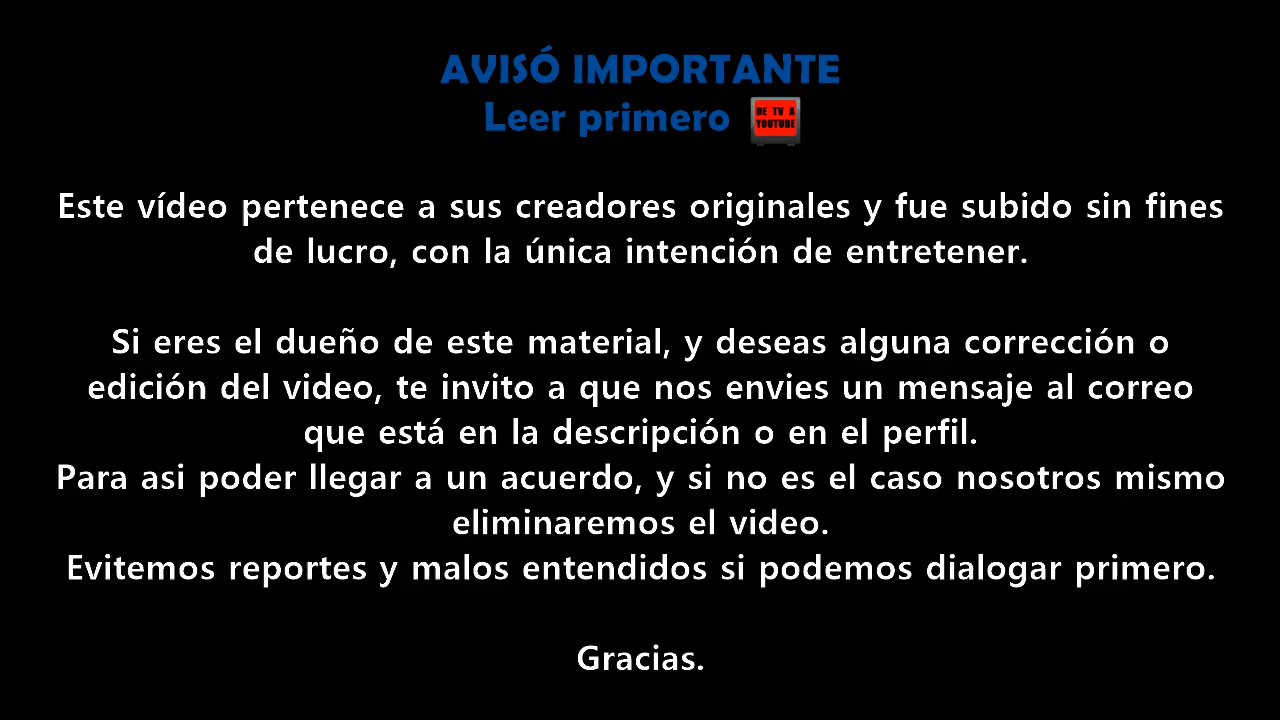 AVISÓ IMPORTANTE
Leer primero
DE TV A
YOUTUBE
Este vídeo pertenece a sus creadores originales y fue subido sin fines
de lucro, con la única intención de entretener.
Si eres el dueño de este material, y deseas alguna corrección o
edición del video, te invito a que nos envies un mensaje al correo
que está en la descripción o en el perfil.
Para asi poder llegar a un acuerdo, y si no es el caso nosotros mismo
eliminaremos el video.
Evitemos reportes y malos entendidos si podemos dialogar primero.
Gracias.